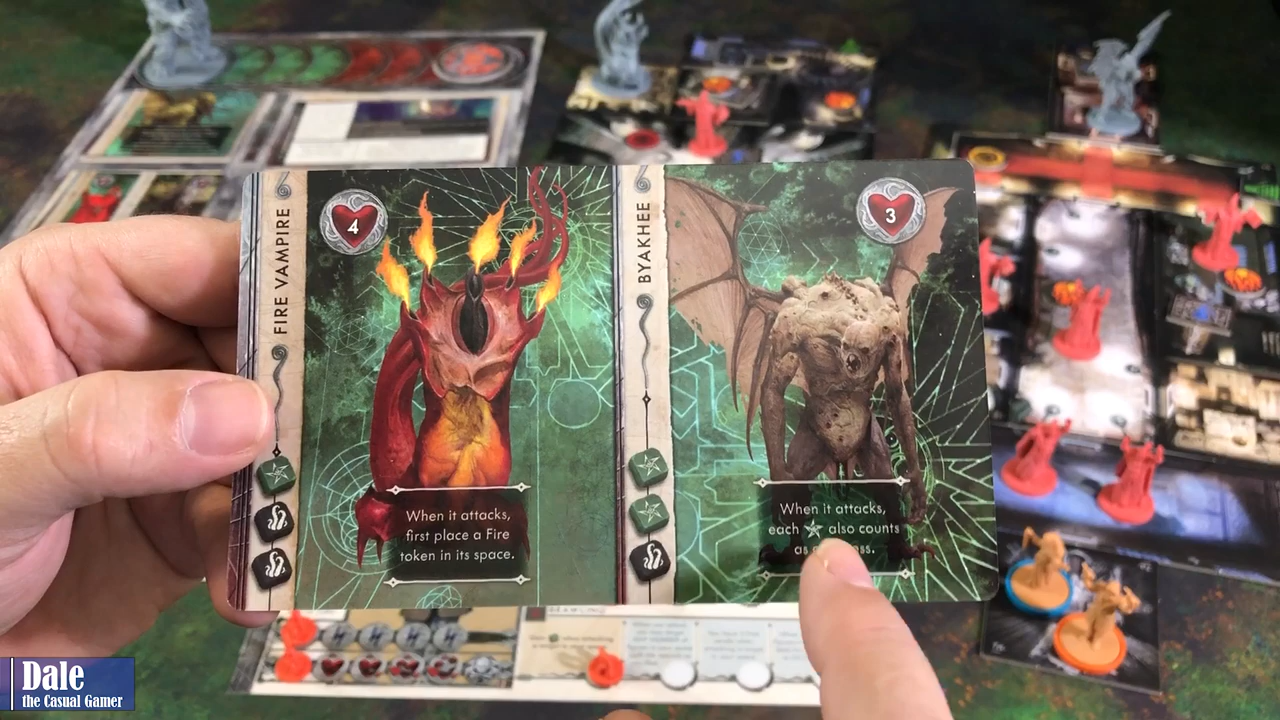 FIRE VAMPIRE
4
When it attacks,
first place a Fire
token in its space.
BYAKHEE
3
When it attacks,
each also counts
as
Dale
the Casual Gamer